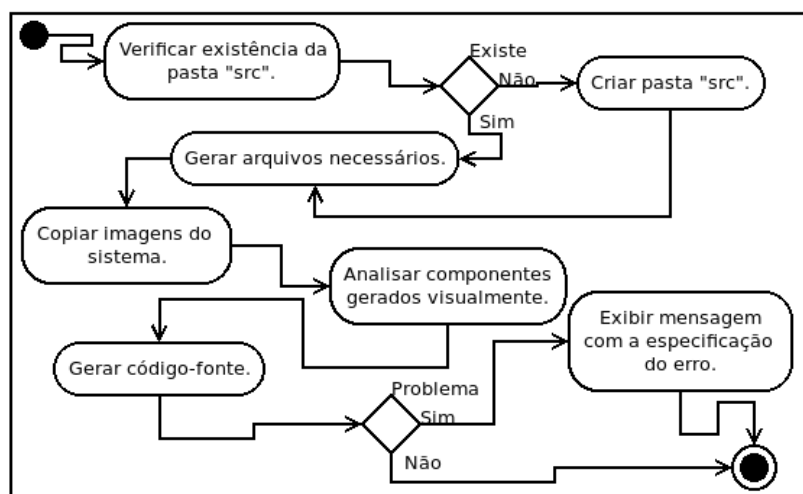 Verificar existência da
pasta "src".
Existe
Não
Sim
Criar pasta "src".
Gerar arquivos necessários.
Copiar imagens do
sistema.
Analisar componentes
gerados visualmente.
Gerar código-fonte.
Problema
Sim
Não
Exibir mensagem
com a especificação
do erro.